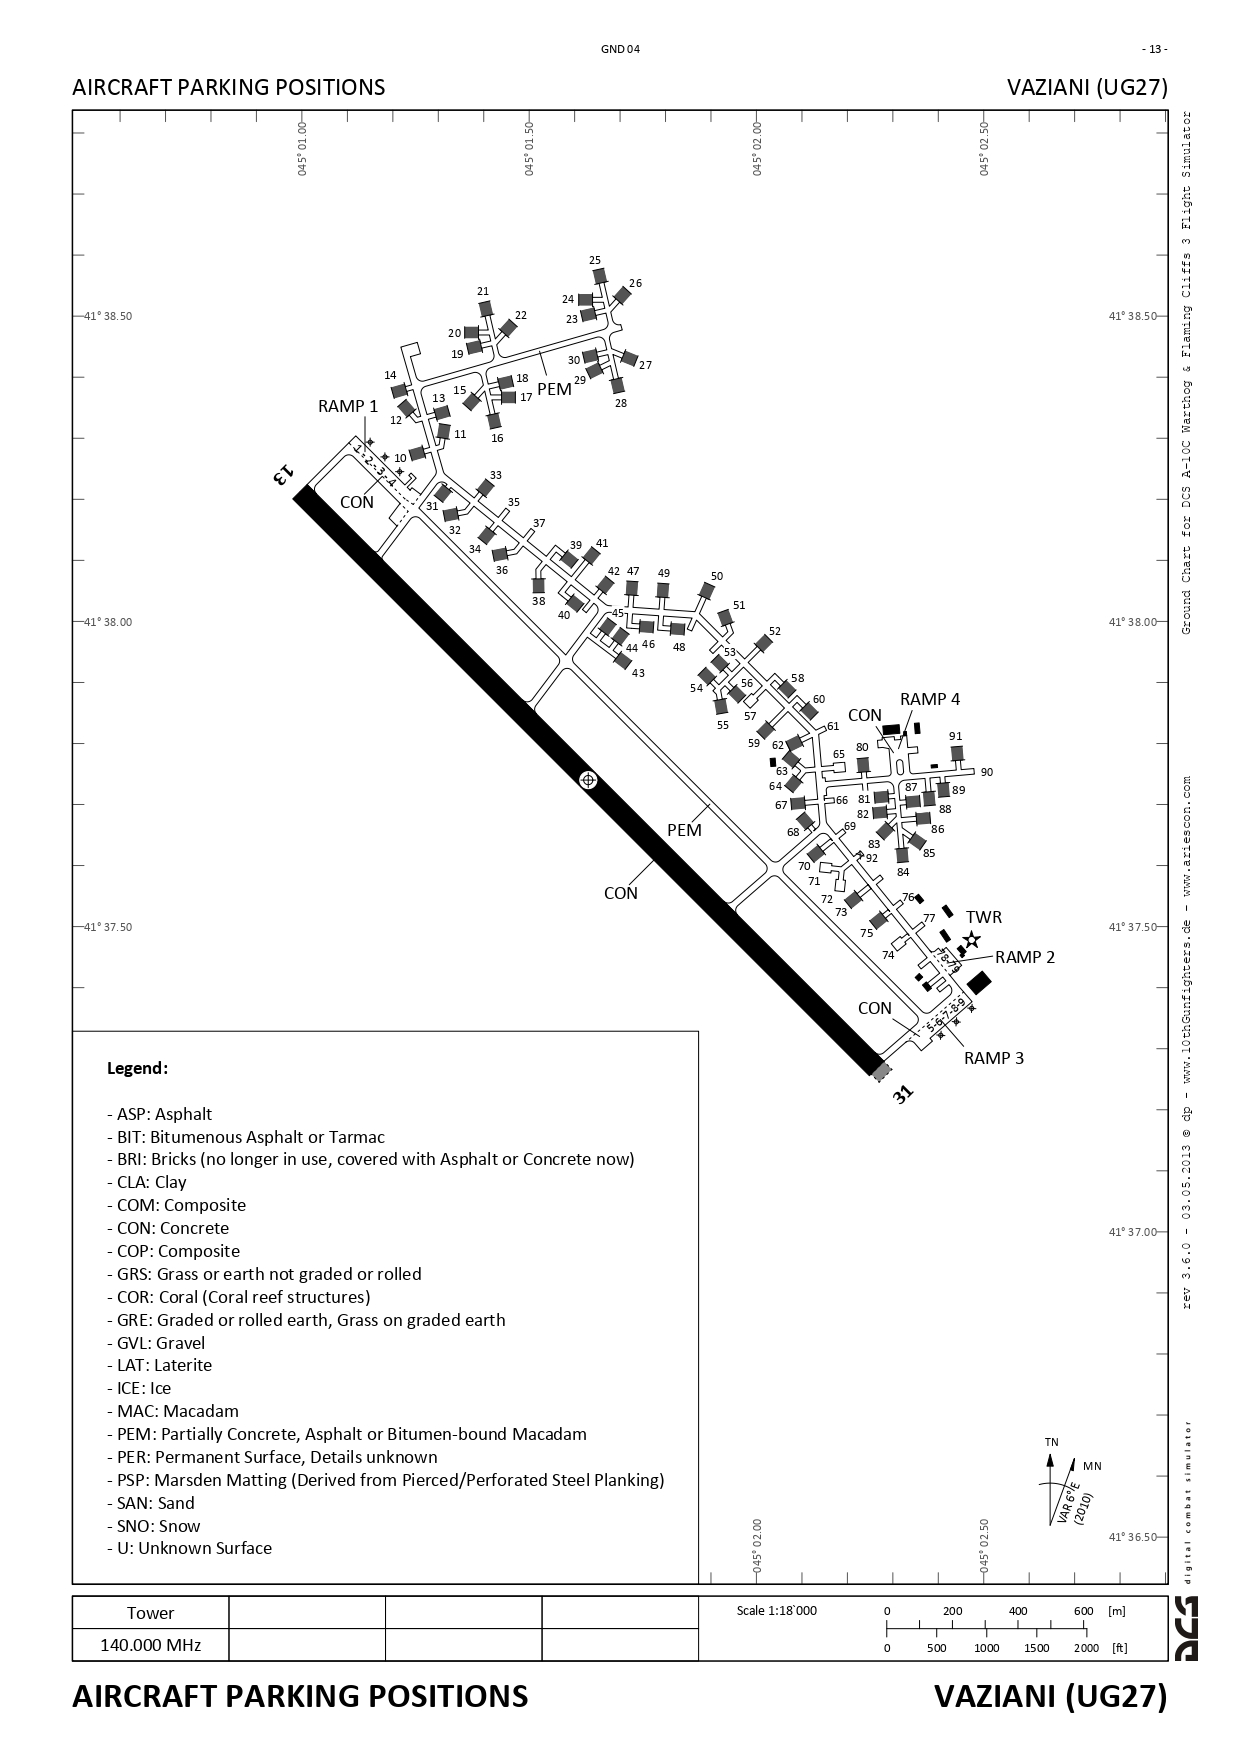 GND 04
- 13 -
AIRCRAFT PARKING POSITIONS
VAZIANI (UG27)
045° 01.00
045° 01.50
045° 02.00
045° 02.50
Ground Chart for DCS A-10C Warthog & Flaming Cliffs 3 Flight Simulator
25
26
24
21
23
22
41° 38.50
41° 38.50
20
19
30
27
14
18
29
PEM
15
17
28
RAMP 1
13
12
16
11
10
1-2-3-4
13
33
CON
31
35
32
37
34
39
41
36
42
47
49
50
38
51
40
45
41° 38.00
41° 38.00
52
44
46
48
53
43
58
54
56
60
RAMP 4
57
CON
55
61
59
62
80
91
65
63
90
64
87
89
67
66
81
88
82
PEM
68
69
86
83
85
70
92
84
71
CON
72
76
73
77
TWR
41° 37.50
41° 37.50
75
74
78-79
RAMP 2
CON
5-6-7-8-9
RAMP 3
31
Legend:
- ASP: Asphalt
- BIT: Bitumenous Asphalt or Tarmac
- BRI: Bricks (no longer in use, covered with Asphalt or Concrete now)
- CLA: Clay
- COM: Composite
- CON: Concrete
- COP: Composite
- GRS: Grass or earth not graded or rolled
- COR: Coral (Coral reef structures)
- GRE: Graded or rolled earth, Grass on graded earth
- GVL: Gravel
- LAT: Laterite
- ICE: Ice
- MAC: Macadam
- PEM: Partially Concrete, Asphalt or Bitumen-bound Macadam
- PER: Permanent Surface, Details unknown
- PSP: Marsden Matting (Derived from Pierced/Perforated Steel Planking)
- SAN: Sand
- SNO: Snow
- U: Unknown Surface
41° 37.00
rev 3.6.0 - 03.05.2013 © dp - www.10thGunfighters.de - www.ariescon.com
TN
MN
VAR 6°E
(2010)
41° 36.50
045° 02.00
045° 02.50
digital combat simulator
DCS
Tower
140.000 MHz
Scale 1:18`000
0 200 400 600 [m]
0 500 1000 1500 2000 [ft]
AIRCRAFT PARKING POSITIONS
VAZIANI (UG27)